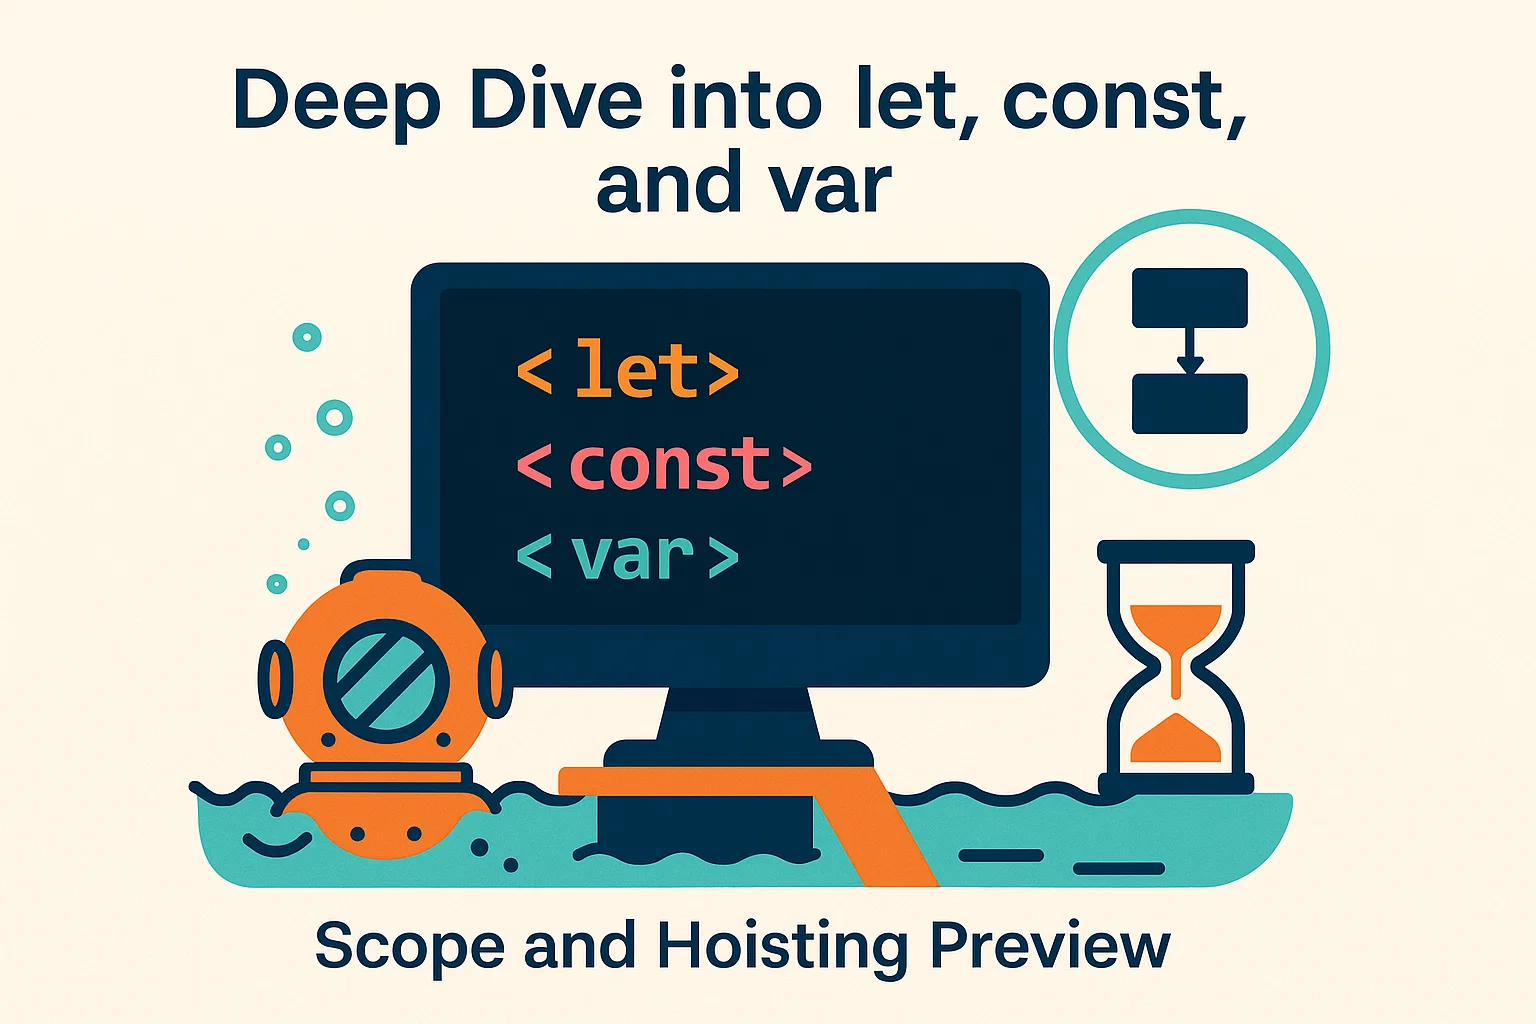 Deep Dive into let, const,
and var
<let>
<const>
<var>
Scope and Hoisting Preview